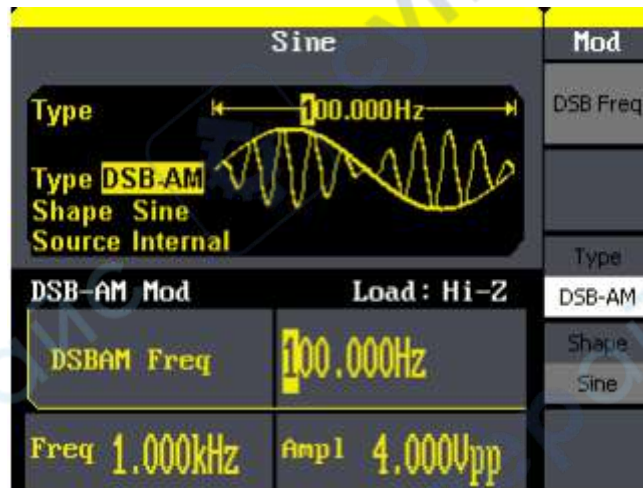 Sine
Mod
Type
100.000Hz
DSB Freq
Type DSB-AM
Shape Sine
Source Internal
Type
DSB-AM Mod
Load: Hi-Z
DSB-AM
DSBAM Freq
100.000Hz
Shape
Sine
Freq 1.000kHz
Ampl 4.000Vpp